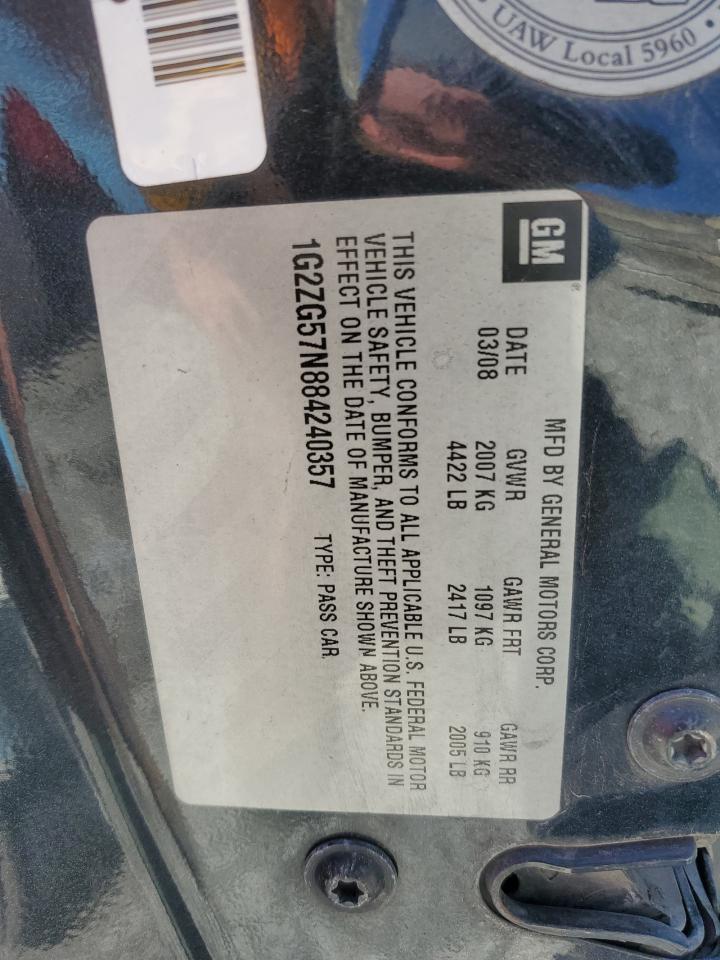 UAW Local 5960
GM
MFD BY GENERAL MOTORS CORP.
DATE GVWR GAWR FRT GAWR RR
03/08 2007 KG 1097 KG 910 KG
4422 LB 2417 LB 2005 LB
THIS VEHICLE CONFORMS TO ALL APPLICABLE U.S. FEDERAL MOTOR
VEHICLE SAFETY, BUMPER, AND THEFT PREVENTION STANDARDS IN
EFFECT ON THE DATE OF MANUFACTURE SHOWN ABOVE.
1G2ZG57N884240357 TYPE: PASS CAR